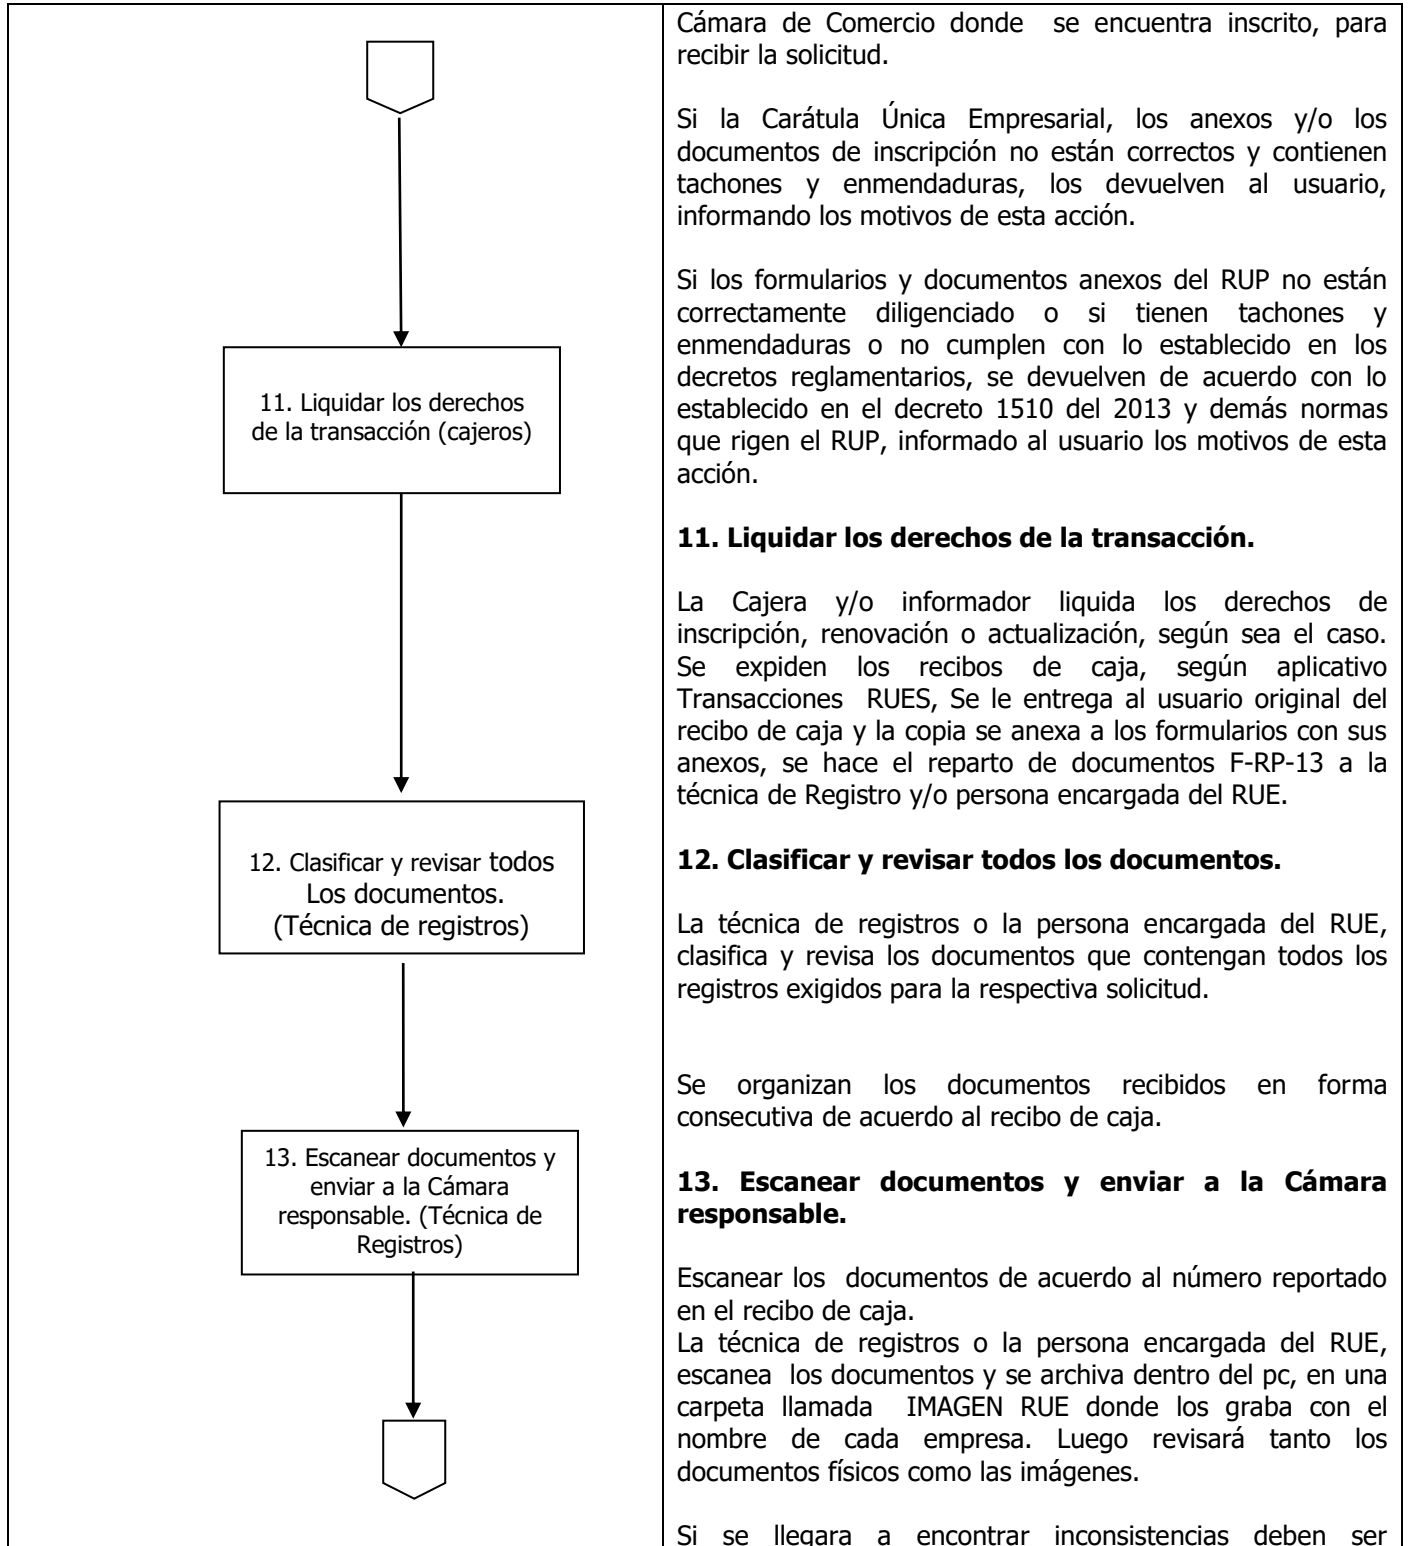 11. Liquidar los derechos
de la transacción (cajeros)
12. Clasificar y revisar todos
Los documentos.
(Técnica de registros)
13. Escanear documentos y
enviar a la Cámara
responsable. (Técnica de
Registros)
Cámara de Comercio donde se encuentra inscrito, para
recibir la solicitud.
Si la Carátula Única Empresarial, los anexos y/o los
documentos de inscripción no están correctos y contienen
tachones y enmendaduras, los devuelven al usuario,
informando los motivos de esta acción.
Si los formularios y documentos anexos del RUP no están
correctamente diligenciado o si tienen tachones y
enmendaduras o no cumplen con lo establecido en los
decretos reglamentarios, se devuelven de acuerdo con lo
establecido en el decreto 1510 del 2013 y demás normas
que rigen el RUP, informado al usuario los motivos de esta
acción.
11. Liquidar los derechos de la transacción.
La Cajera y/o informador liquida los derechos de
inscripción, renovación o actualización, según sea el caso.
Se expiden los recibos de caja, según aplicativo
Transacciones RUES, Se le entrega al usuario original del
recibo de caja y la copia se anexa a los formularios con sus
anexos, se hace el reparto de documentos F-RP-13 a la
técnica de Registro y/o persona encargada del RUE.
12. Clasificar y revisar todos los documentos.
La técnica de registros o la persona encargada del RUE,
clasifica y revisa los documentos que contengan todos los
registros exigidos para la respectiva solicitud.
Se organizan los documentos recibidos en forma
consecutiva de acuerdo al recibo de caja.
13. Escanear documentos y enviar a la Cámara
responsable.
Escanear los documentos de acuerdo al número reportado
en el recibo de caja.
La técnica de registros o la persona encargada del RUE,
escanea los documentos y se archiva dentro del pc, en una
carpeta llamada IMAGEN RUE donde los graba con el
nombre de cada empresa. Luego revisará tanto los
documentos físicos como las imágenes.
Si se llegara a encontrar inconsistencias deben ser